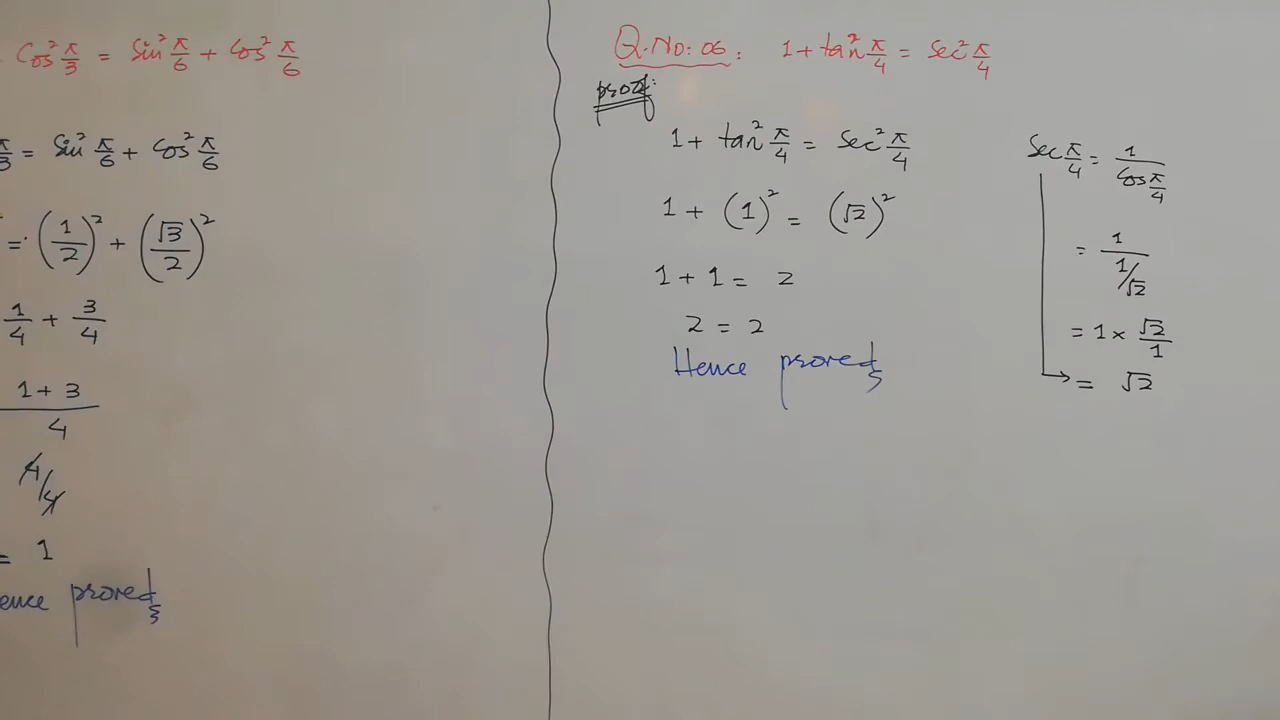 Cos² π/3 = Sin² π/6 + Cos² π/6
π/3 = Sin² π/6 + Cos² π/6
= (1/2)² + (√3/2)²
1/4 + 3/4
1 + 3 / 4
4/4
= 1
ence proved
Q.No: 06: 1 + tan² π/4 = Sec² π/4
proof:
1 + tan² π/4 = Sec² π/4
1 + (1)² = (√2)²
1 + 1 = 2
2 = 2
Hence proved
Sec π/4 = 1/Cos π/4
= 1/(1/√2)
= 1 × √2/1
= √2